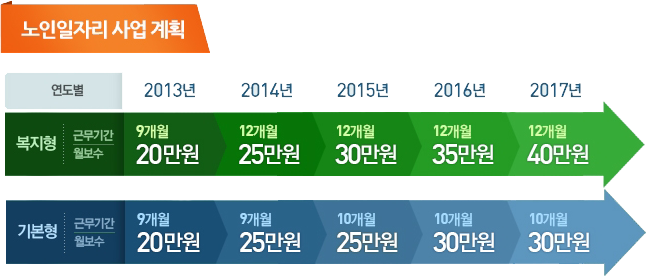 노인일자리 사업 계획
연도별 2013년 2014년 2015년 2016년 2017년
복지형 근무기간 9개월 12개월 12개월 12개월 12개월
월보수 20만원 25만원 30만원 35만원 40만원
기본형 근무기간 9개월 9개월 10개월 10개월 10개월
월보수 20만원 25만원 25만원 30만원 30만원